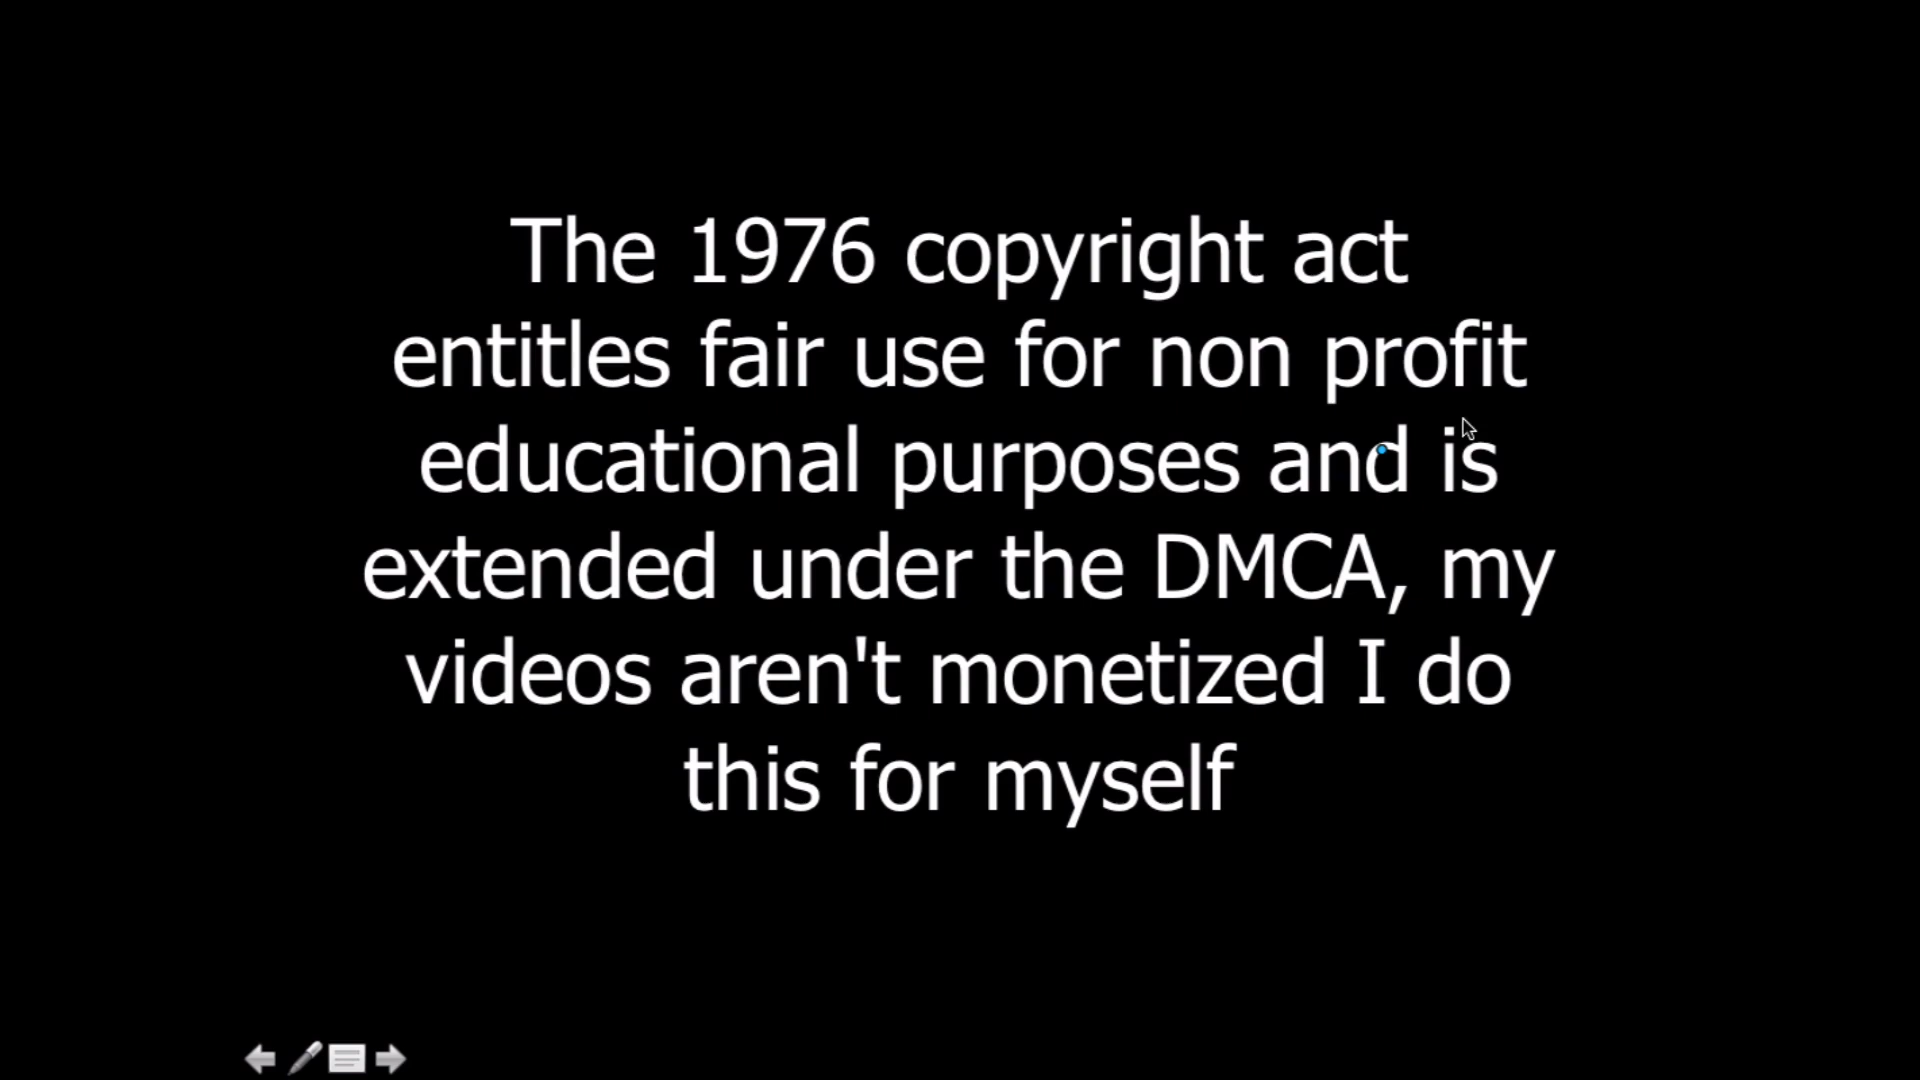 The 1976 copyright act
entitles fair use for non profit
educational purposes and is
extended under the DMCA, my
videos aren't monetized I do
this for myself